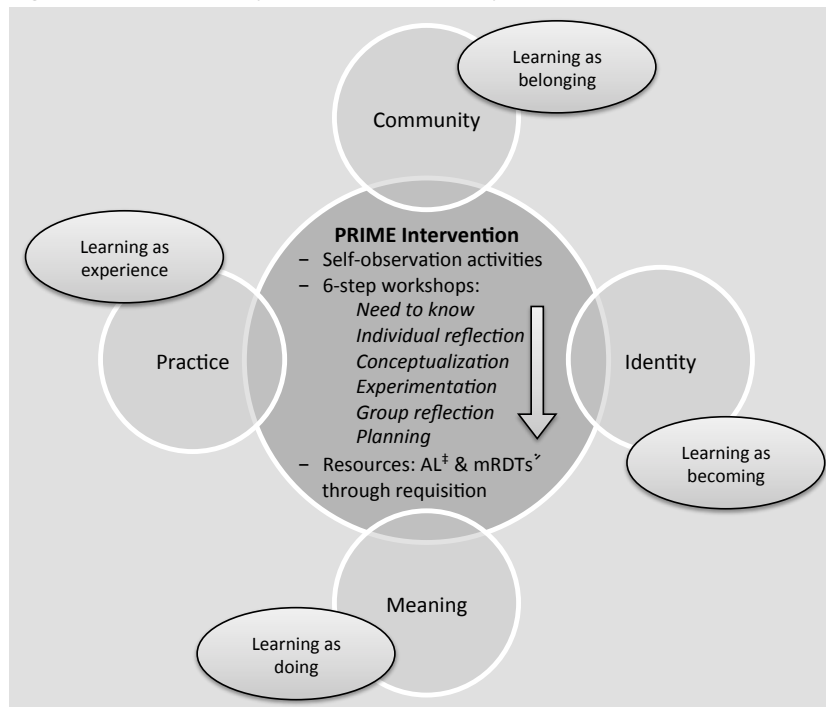 Learning as
belonging
Community
Learning as
experience
Practice
PRIME Intervention
– Self-observation activities
– 6-step workshops:
Need to know
Individual reflection
Conceptualization
Experimentation
Group reflection
Planning
– Resources: AL‡ & mRDTs
through requisition
Identity
Learning as
becoming
Meaning
Learning as
doing